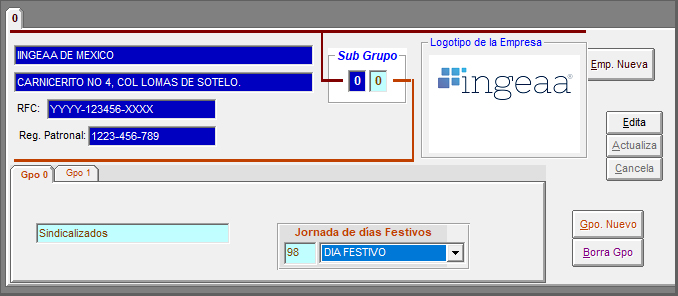 0
IINGEAA DE MEXICO
CARNICERITO NO 4, COL LOMAS DE SOTELO.
RFC: YYYY-123456-XXXX
Reg. Patronal: 1223-456-789
Sub Grupo
0 0
Logotipo de la Empresa
ingeaa
Emp. Nueva
Edita
Actualiza
Cancela
Gpo 0 Gpo 1
Sindicalizados
Jornada de días Festivos
98 DIA FESTIVO
Gpo. Nuevo
Borra Gpo